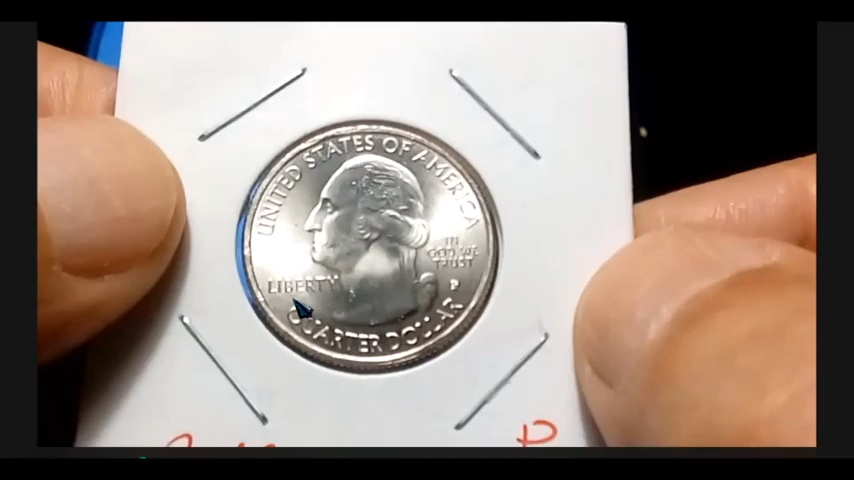 UNITED STATES OF AMERICA
IN
GOD WE
TRUST
LIBERTY
P
QUARTER DOLLAR
P